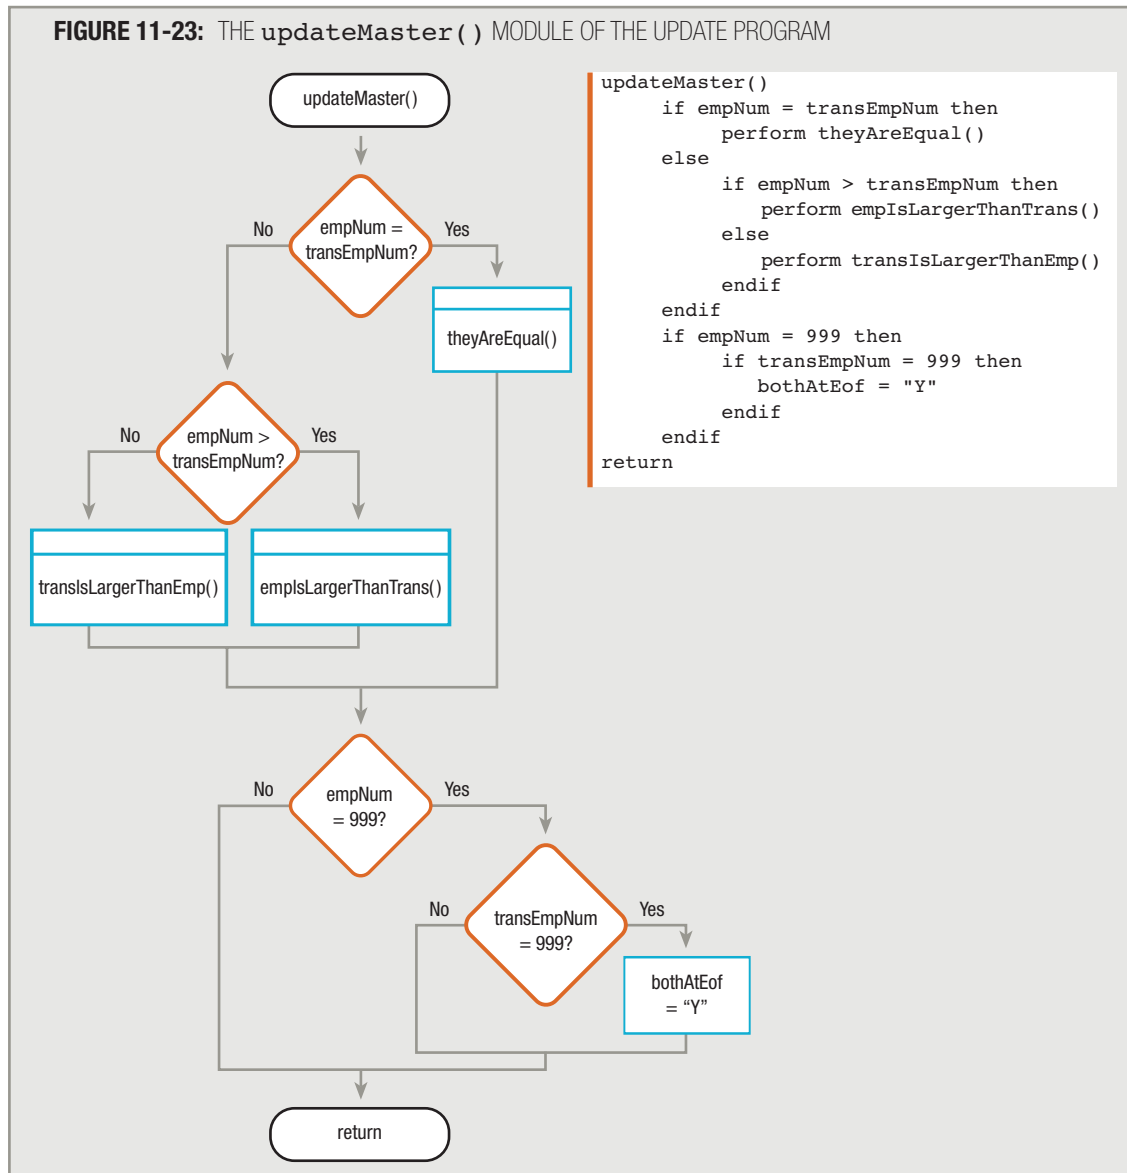 FIGURE 11-23: THE updateMaster() MODULE OF THE UPDATE PROGRAM
updateMaster()
empNum =
transEmpNum?
No
Yes
theyAreEqual()
empNum >
transEmpNum?
No
Yes
transIsLargerThanEmp()
empIsLargerThanTrans()
empNum
= 999?
No
Yes
transEmpNum
= 999?
No
Yes
bothAtEof
= “Y”
return
updateMaster()
if empNum = transEmpNum then
perform theyAreEqual()
else
if empNum > transEmpNum then
perform empIsLargerThanTrans()
else
perform transIsLargerThanEmp()
endif
endif
if empNum = 999 then
if transEmpNum = 999 then
bothAtEof = "Y"
endif
endif
return